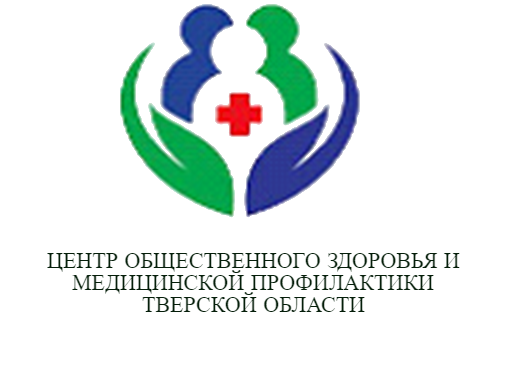 ЦЕНТР ОБЩЕСТВЕННОГО ЗДОРОВЬЯ И
МЕДИЦИНСКОЙ ПРОФИЛАКТИКИ
ТВЕРСКОЙ ОБЛАСТИ